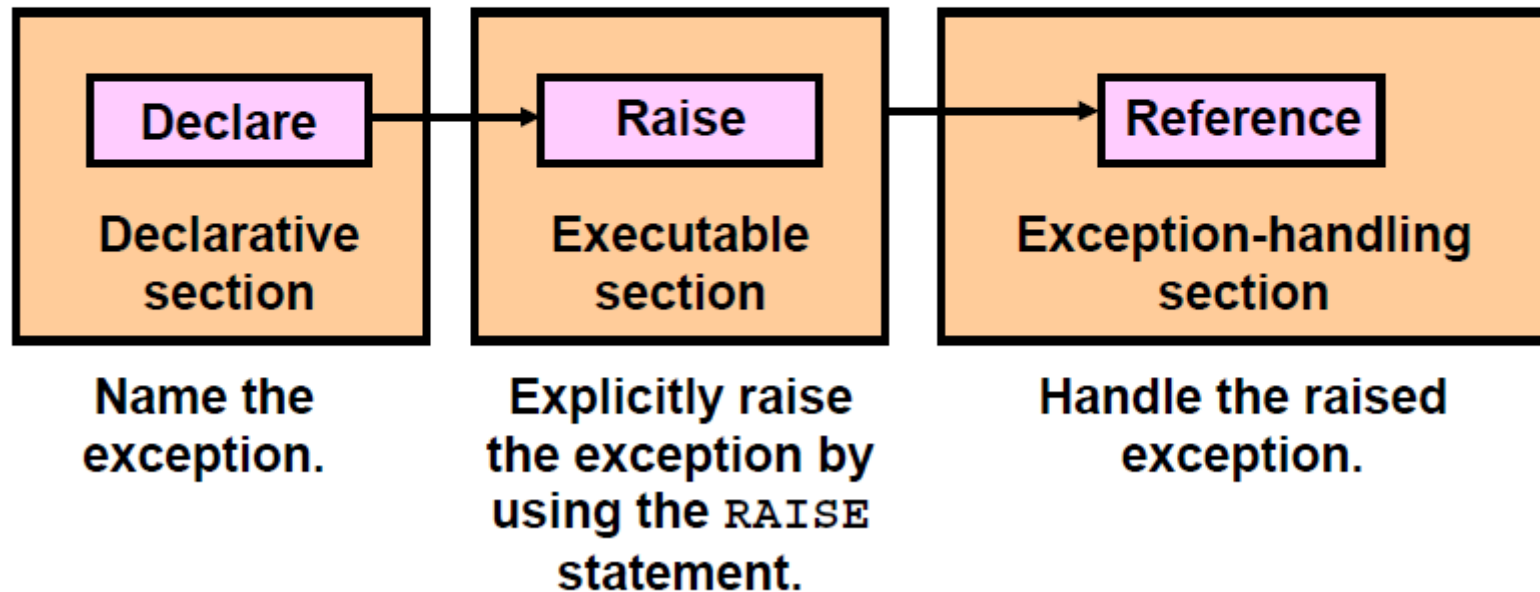 Declare
Declarative
section
Name the
exception.
Raise
Executable
section
Explicitly raise
the exception by
using the RAISE
statement.
Reference
Exception-handling
section
Handle the raised
exception.